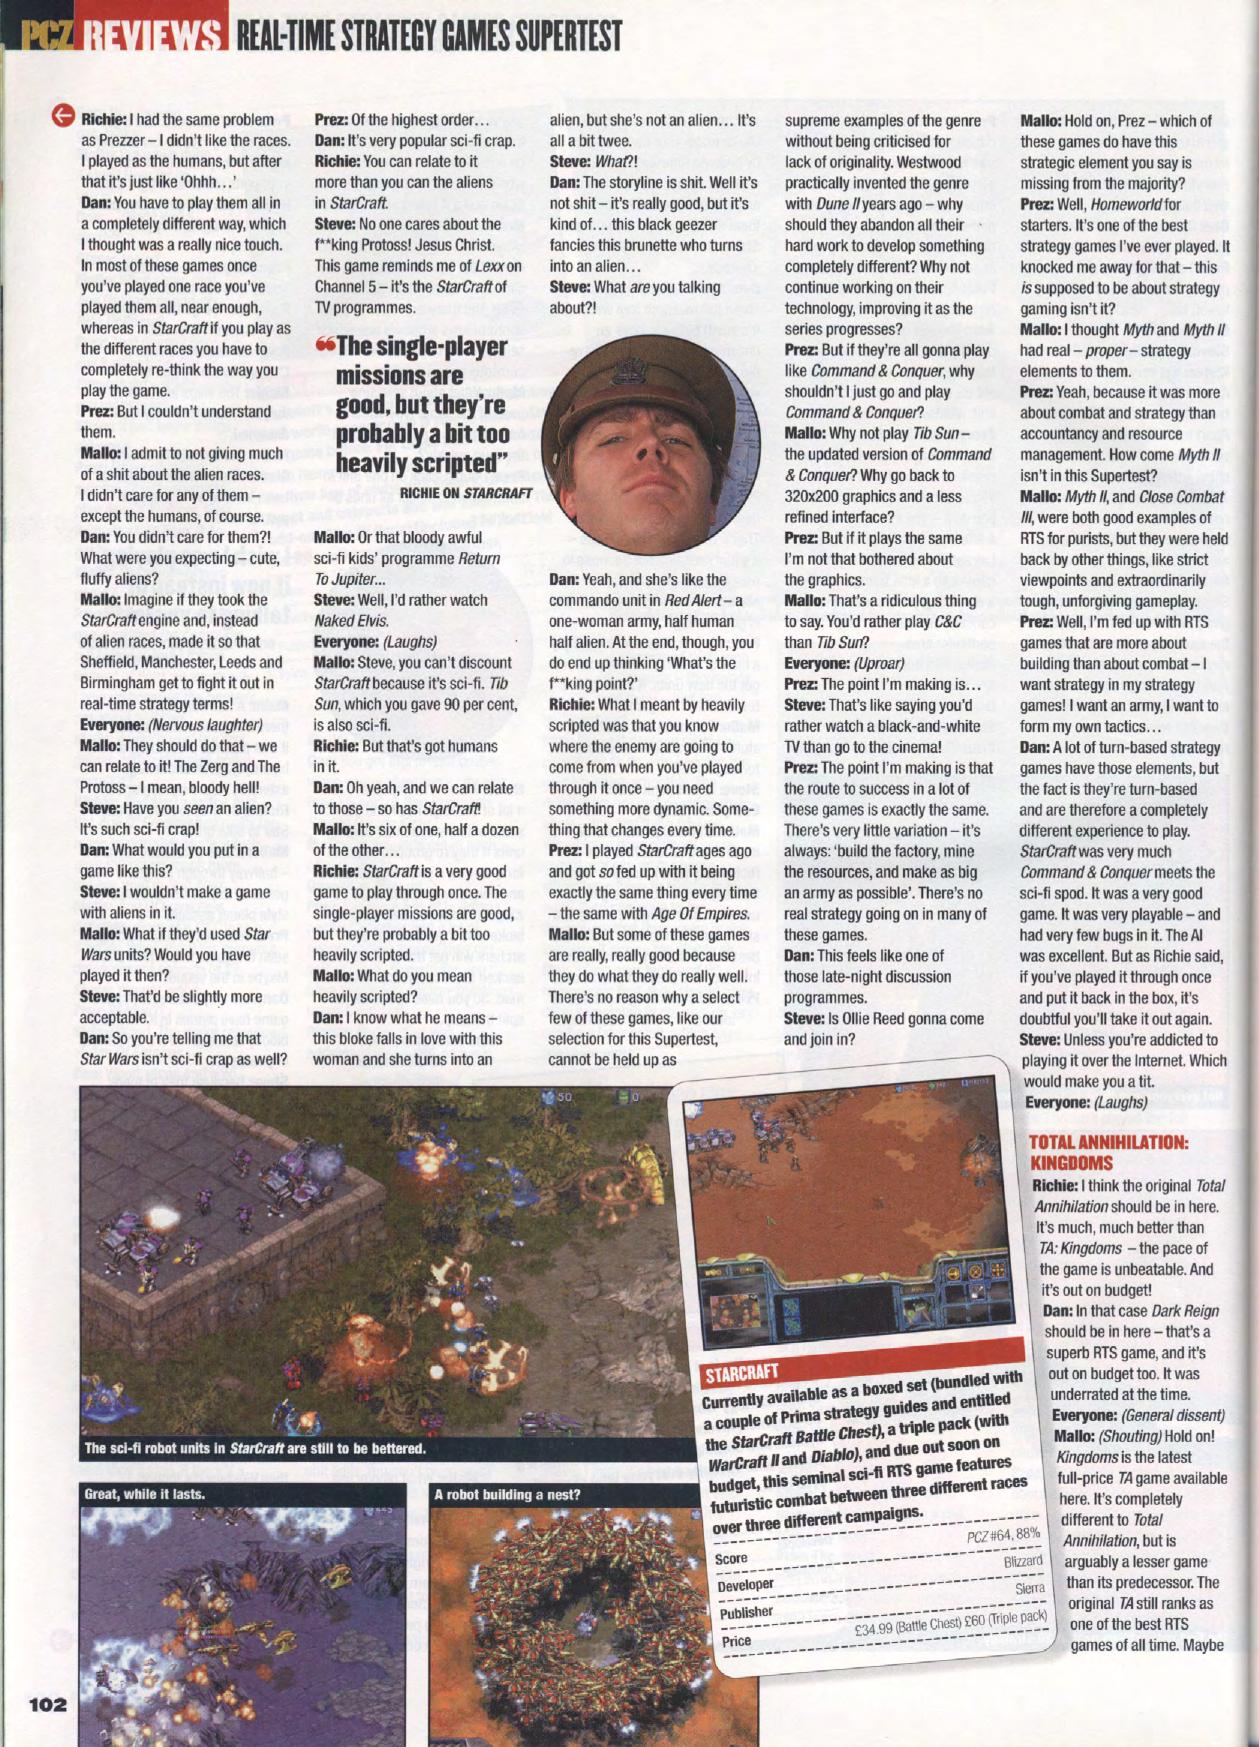 PCZ REVIEWS REAL-TIME STRATEGY GAMES SUPERTEST
Richie: I had the same problem
as Prezzer – I didn't like the races.
I played as the humans, but after
that it's just like 'Ohhh...'
Dan: You have to play them all in
a completely different way, which
I thought was a really nice touch.
In most of these games once
you've played one race you've
played them all, near enough,
whereas in StarCraft if you play as
the different races you have to
completely re-think the way you
play the game.
Prez: But I couldn't understand
them.
Mallo: I admit to not giving much
of a shit about the alien races.
I didn't care for any of them –
except the humans, of course.
Dan: You didn't care for them?!
What were you expecting – cute,
fluffy aliens?
Mallo: Imagine if they took the
StarCraft engine and, instead
of alien races, made it so that
Sheffield, Manchester, Leeds and
Birmingham get to fight it out in
real-time strategy terms!
Everyone: (Nervous laughter)
Mallo: They should do that – we
can relate to it! The Zerg and The
Protoss – I mean, bloody hell!
Steve: Have you seen an alien?
It's such sci-fi crap!
Dan: What would you put in a
game like this?
Steve: I wouldn't make a game
with aliens in it.
Mallo: What if they'd used Star
Wars units? Would you have
played it then?
Steve: That'd be slightly more
acceptable.
Dan: So you're telling me that
Star Wars isn't sci-fi crap as well?
Prez: Of the highest order...
Dan: It's very popular sci-fi crap.
Richie: You can relate to it
more than you can the aliens
in StarCraft.
Steve: No one cares about the
f**king Protoss! Jesus Christ.
This game reminds me of Lexx on
Channel 5 – it's the StarCraft of
TV programmes.
“The single-player
missions are
good, but they're
probably a bit too
heavily scripted”
RICHIE ON STARCRAFT
Mallo: Or that bloody awful
sci-fi kids' programme Return
To Jupiter...
Steve: Well, I'd rather watch
Naked Elvis.
Everyone: (Laughs)
Mallo: Steve, you can't discount
StarCraft because it's sci-fi. Tib
Sun, which you gave 90 per cent,
is also sci-fi.
Richie: But that's got humans
in it.
Dan: Oh yeah, and we can relate
to those – so has StarCraft!
Mallo: It's six of one, half a dozen
of the other...
Richie: StarCraft is a very good
game to play through once. The
single-player missions are good,
but they're probably a bit too
heavily scripted.
Mallo: What do you mean
heavily scripted?
Dan: I know what he means –
this bloke falls in love with this
woman and she turns into an
alien, but she's not an alien... It's
all a bit twee.
Steve: What?!
Dan: The storyline is shit. Well it's
not shit – it's really good, but it's
kind of... this black geezer
fancies this brunette who turns
into an alien...
Steve: What are you talking
about?!
Dan: Yeah, and she's like the
commando unit in Red Alert – a
one-woman army, half human
half alien. At the end, though, you
do end up thinking 'What's the
f**king point?'
Richie: What I meant by heavily
scripted was that you know
where the enemy are going to
come from when you've played
through it once – you need
something more dynamic. Some-
thing that changes every time.
Prez: I played StarCraft ages ago
and got so fed up with it being
exactly the same thing every time
– the same with Age Of Empires.
Mallo: But some of these games
are really, really good because
they do what they do really well.
There's no reason why a select
few of these games, like our
selection for this Supertest,
cannot be held up as
supreme examples of the genre
without being criticised for
lack of originality. Westwood
practically invented the genre
with Dune II years ago – why
should they abandon all their
hard work to develop something
completely different? Why not
continue working on their
technology, improving it as the
series progresses?
Prez: But if they're all gonna play
like Command & Conquer, why
shouldn't I just go and play
Command & Conquer?
Mallo: Why not play Tib Sun –
the updated version of Command
& Conquer? Why go back to
320x200 graphics and a less
refined interface?
Prez: But if it plays the same
I'm not that bothered about
the graphics.
Mallo: That's a ridiculous thing
to say. You'd rather play C&C
than Tib Sun?
Everyone: (Uproar)
Prez: The point I'm making is...
Steve: That's like saying you'd
rather watch a black-and-white
TV than go to the cinema!
Prez: The point I'm making is that
the route to success in a lot of
these games is exactly the same.
There's very little variation – it's
always: 'build the factory, mine
the resources, and make as big
an army as possible'. There's no
real strategy going on in many of
these games.
Dan: This feels like one of
those late-night discussion
programmes.
Steve: Is Ollie Reed gonna come
and join in?
Mallo: Hold on, Prez – which of
these games do have this
strategic element you say is
missing from the majority?
Prez: Well, Homeworld for
starters. It's one of the best
strategy games I've ever played. It
knocked me away for that – this
is supposed to be about strategy
gaming isn't it?
Mallo: I thought Myth and Myth II
had real – proper – strategy
elements to them.
Prez: Yeah, because it was more
about combat and strategy than
accountancy and resource
management. How come Myth II
isn't in this Supertest?
Mallo: Myth II, and Close Combat
III, were both good examples of
RTS for purists, but they were held
back by other things, like strict
viewpoints and extraordinarily
tough, unforgiving gameplay.
Prez: Well, I'm fed up with RTS
games that are more about
building than about combat – I
want strategy in my strategy
games! I want an army, I want to
form my own tactics...
Dan: A lot of turn-based strategy
games have those elements, but
the fact is they're turn-based
and are therefore a completely
different experience to play.
StarCraft was very much
Command & Conquer meets the
sci-fi spod. It was a very good
game. It was very playable – and
had very few bugs in it. The AI
was excellent. But as Richie said,
if you've played it through once
and put it back in the box, it's
doubtful you'll take it out again.
Steve: Unless you're addicted to
playing it over the Internet. Which
would make you a tit.
Everyone: (Laughs)
TOTAL ANNIHILATION:
KINGDOMS
Richie: I think the original Total
Annihilation should be in here.
It's much, much better than
TA: Kingdoms – the pace of
the game is unbeatable. And
it's out on budget!
Dan: In that case Dark Reign
should be in here – that's a
superb RTS game, and it's
out on budget too. It was
underrated at the time.
Everyone: (General dissent)
Mallo: (Shouting) Hold on!
Kingdoms is the latest
full-price TA game available
here. It's completely
different to Total
Annihilation, but is
arguably a lesser game
than its predecessor. The
original TA still ranks as
one of the best RTS
games of all time. Maybe
50 0
The sci-fi robot units in StarCraft are still to be bettered.
Great, while it lasts.
A robot building a nest?
STARCRAFT
Currently available as a boxed set (bundled with
a couple of Prima strategy guides and entitled
the StarCraft Battle Chest), a triple pack (with
WarCraft II and Diablo), and due out soon on
budget, this seminal sci-fi RTS game features
futuristic combat between three different races
over three different campaigns.
Score PCZ #64, 88%
Developer Blizzard
Publisher Sierra
Price £34.99 (Battle Chest) £60 (Triple pack)
102